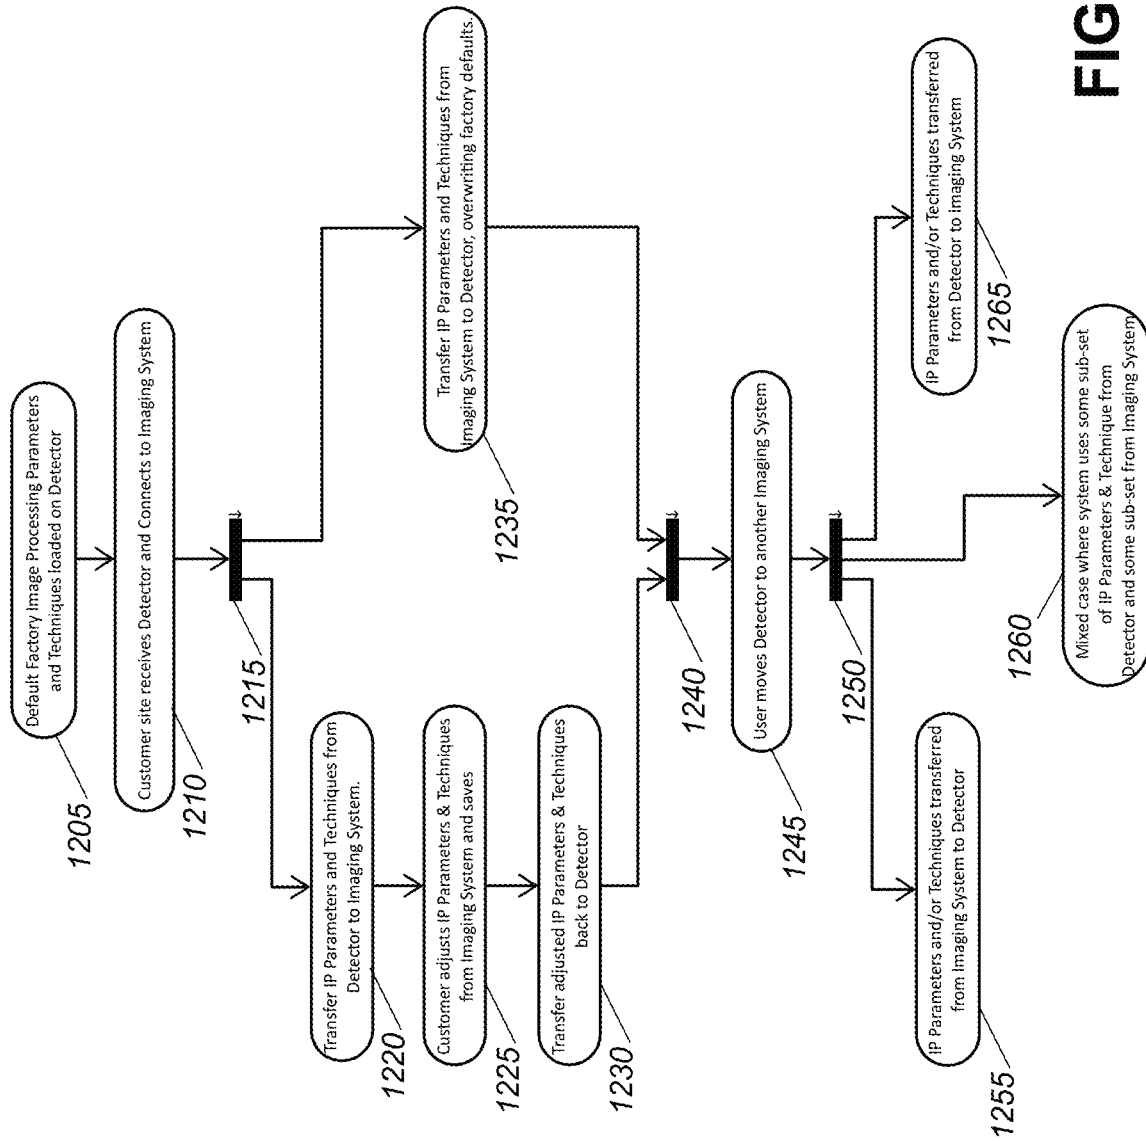 Default Factory Image Processing Parameters
and Techniques loaded on Detector
1205
Customer site receives Detector and Connects to Imaging System
1210
1215
Transfer IP Parameters and Techniques from
Detector to Imaging System.
1220
Customer adjusts IP Parameters & Techniques
from Imaging System and saves
1225
Transfer adjusted IP Parameters & Techniques
back to Detector
1230
Transfer IP Parameters and Techniques from
Imaging System to Detector, overwriting factory defaults.
1235
1240
User moves Detector to another Imaging System
1245
1250
IP Parameters and/or Techniques transferred
from Imaging System to Detector
1255
Mixed case where system uses some sub-set
of IP Parameters & Technique from
Detector and some sub-set from Imaging System
1260
IP Parameters and/or Techniques transferred
from Detector to Imaging System
1265
FIG